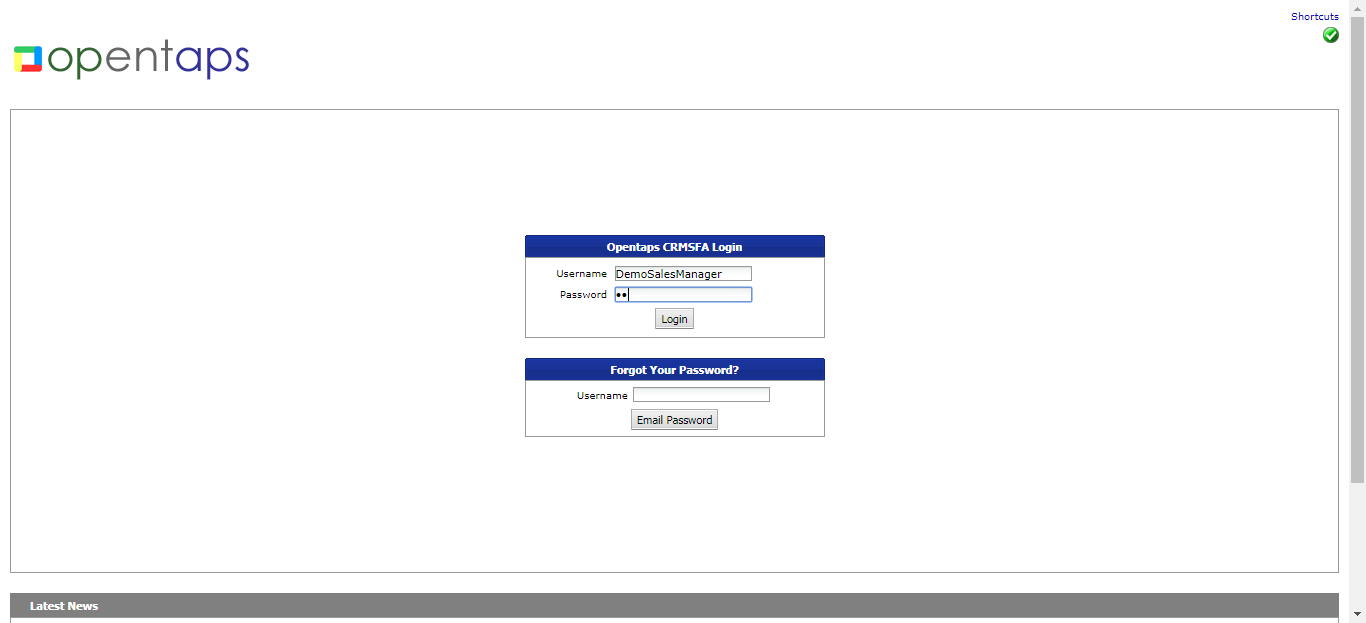 Shortcuts
opentaps
Opentaps CRMSFA Login
Username DemoSalesManager
Password ••
Login
Forgot Your Password?
Username
Email Password
Latest News